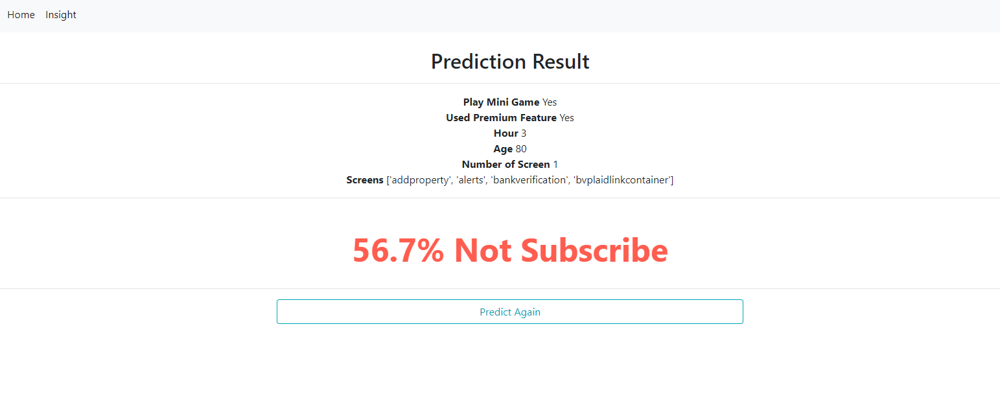 Home Insight
Prediction Result
Play Mini Game Yes
Used Premium Feature Yes
Hour 3
Age 80
Number of Screen 1
Screens ['addproperty', 'alerts', 'bankverification', 'bvplaidlinkcontainer']
56.7% Not Subscribe
Predict Again